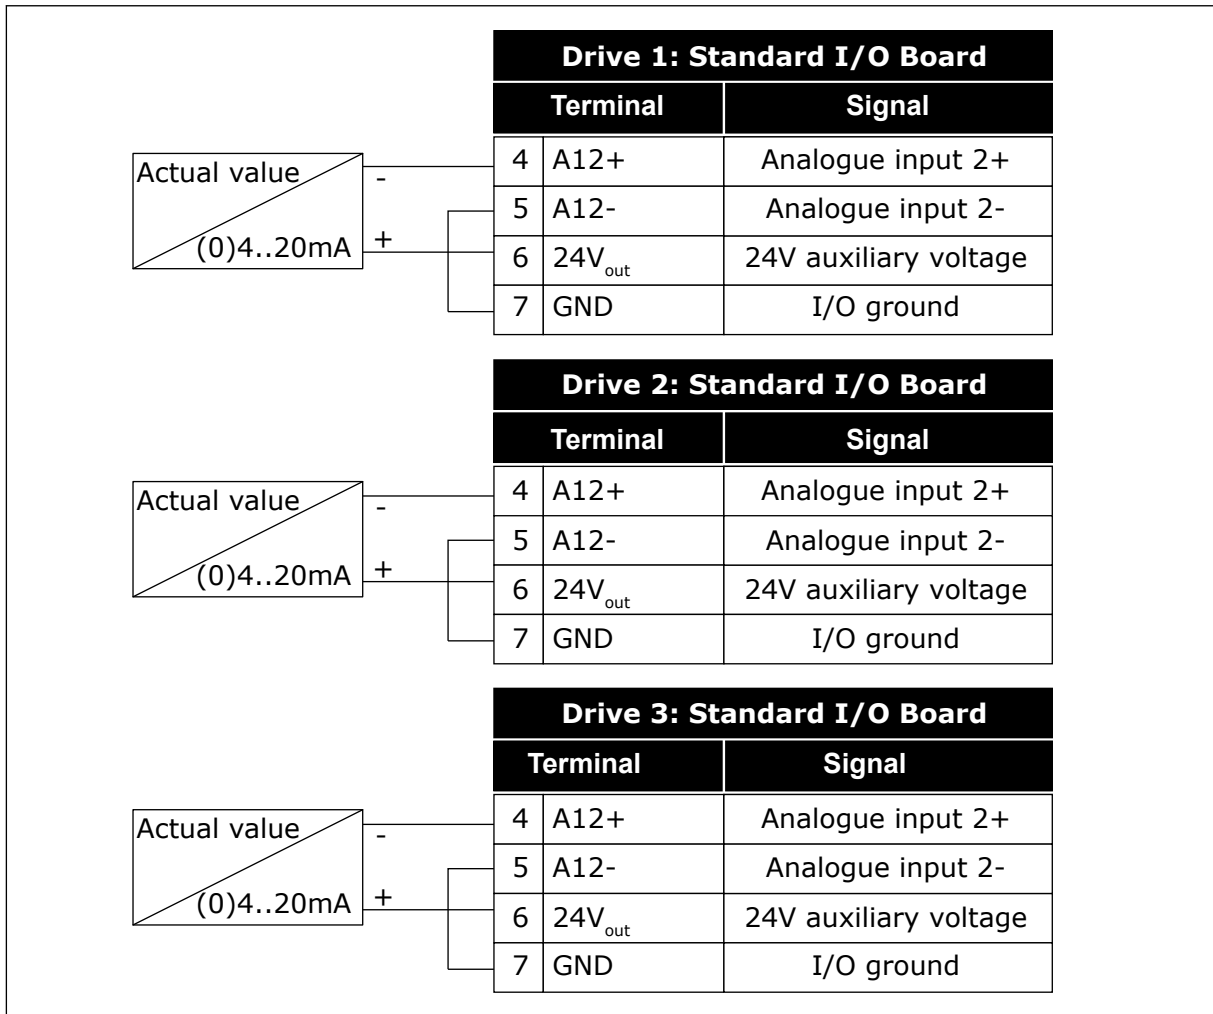 Drive 1: Standard I/O Board
Terminal Signal
Actual value
-
+
(0)4..20mA
4 A12+ Analogue input 2+
5 A12- Analogue input 2-
6 24Vout 24V auxiliary voltage
7 GND I/O ground
Drive 2: Standard I/O Board
Terminal Signal
Actual value
-
+
(0)4..20mA
4 A12+ Analogue input 2+
5 A12- Analogue input 2-
6 24Vout 24V auxiliary voltage
7 GND I/O ground
Drive 3: Standard I/O Board
Terminal Signal
Actual value
-
+
(0)4..20mA
4 A12+ Analogue input 2+
5 A12- Analogue input 2-
6 24Vout 24V auxiliary voltage
7 GND I/O ground